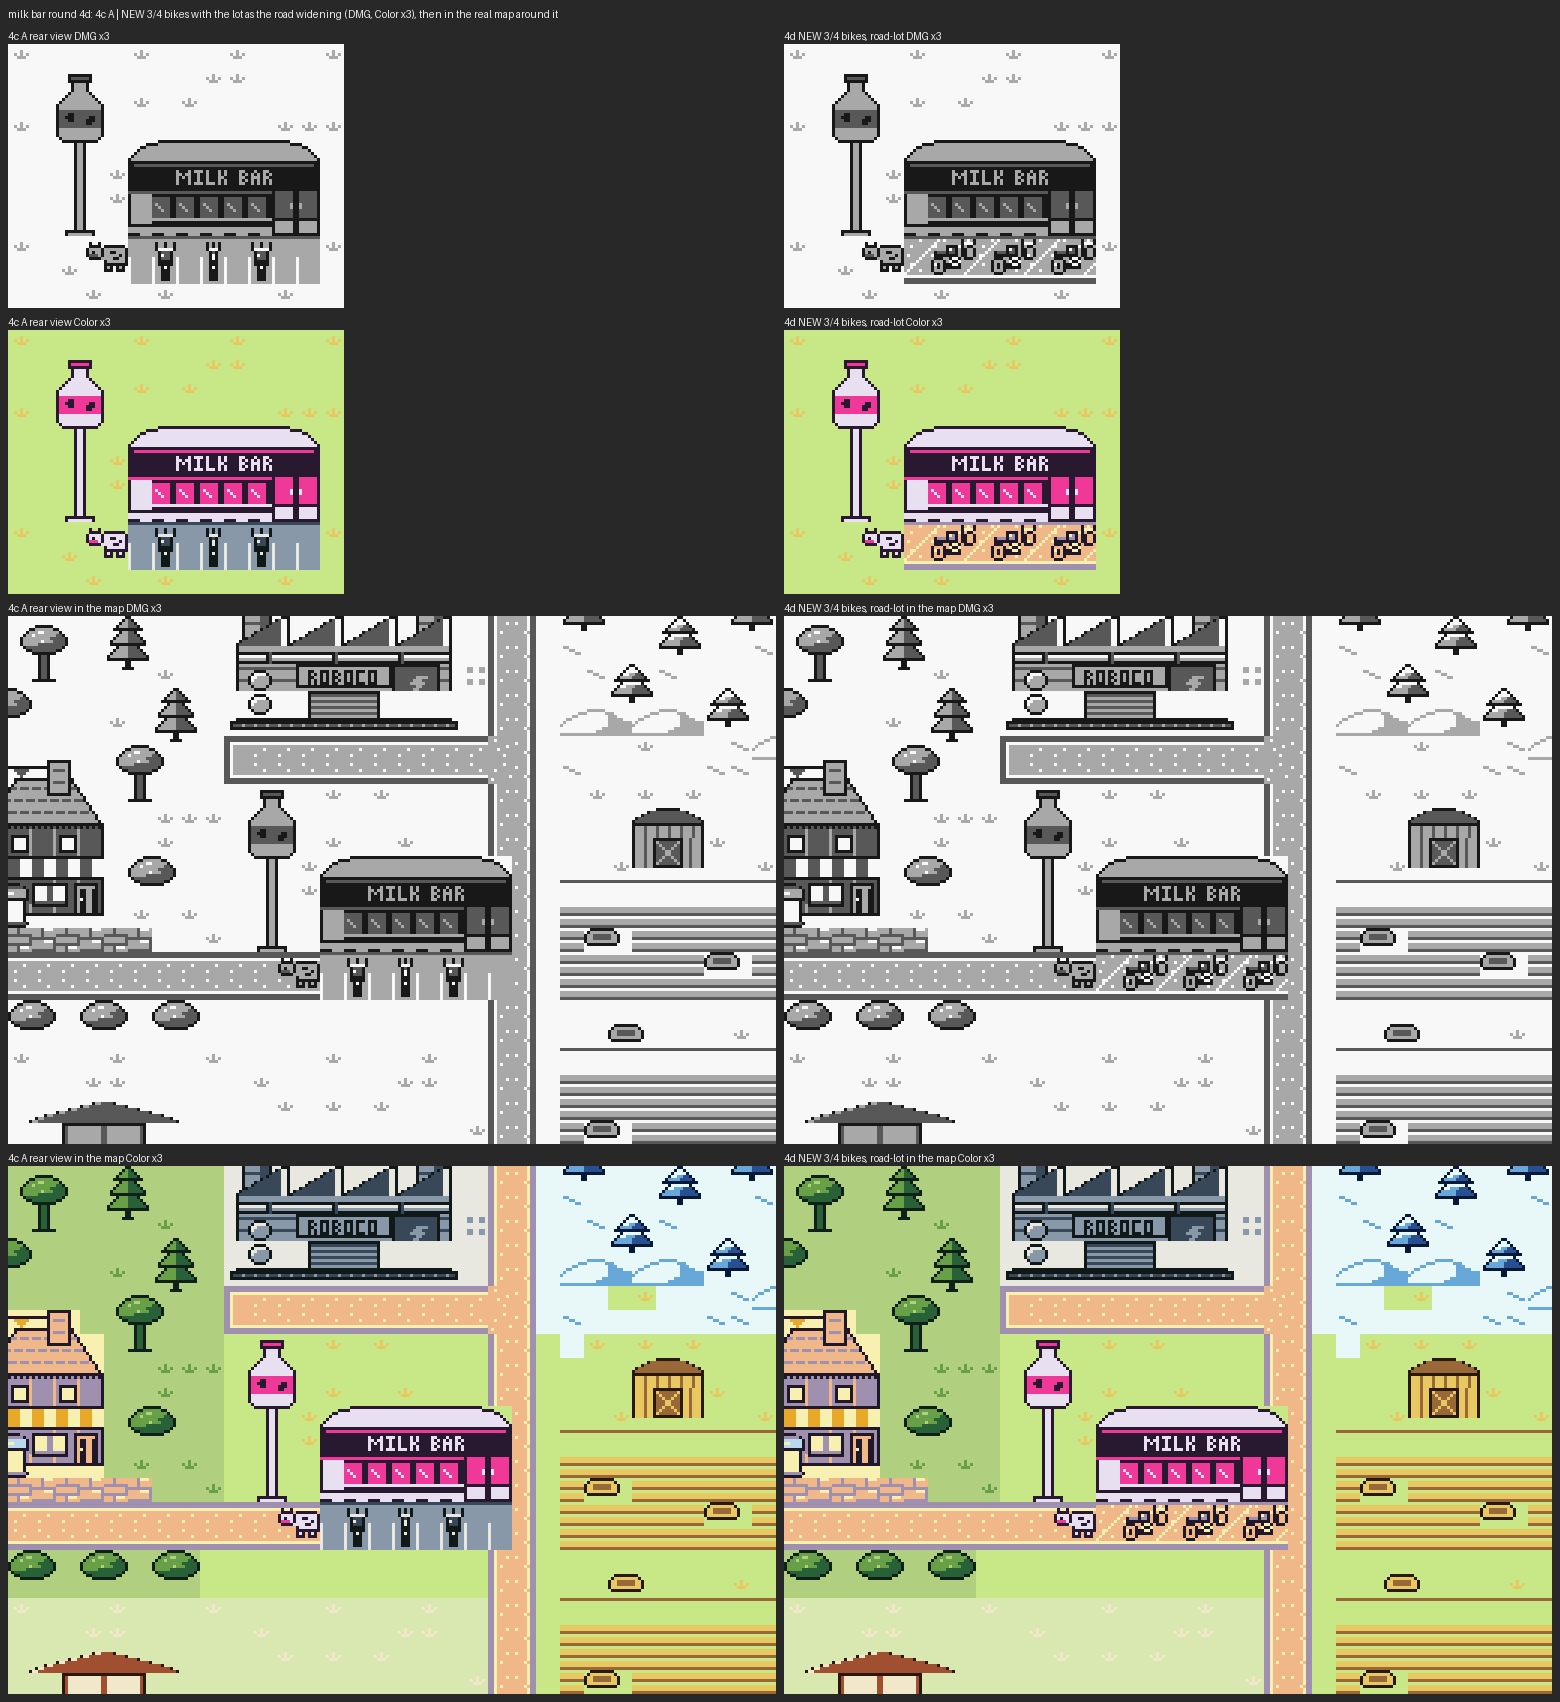 milk bar round 4d: 4c A | NEW 3/4 bikes with the lot as the road widening (DMG, Color x3), then in the real map around it
4c A rear view DMG x3
4d NEW 3/4 bikes, road-lot DMG x3
MILK BAR
MILK BAR
4c A rear view Color x3
4d NEW 3/4 bikes, road-lot Color x3
MILK BAR
MILK BAR
4c A rear view in the map DMG x3
4d NEW 3/4 bikes, road-lot in the map DMG x3
ROBOCO
ROBOCO
MILK BAR
MILK BAR
4c A rear view in the map Color x3
4d NEW 3/4 bikes, road-lot in the map Color x3
ROBOCO
ROBOCO
MILK BAR
MILK BAR